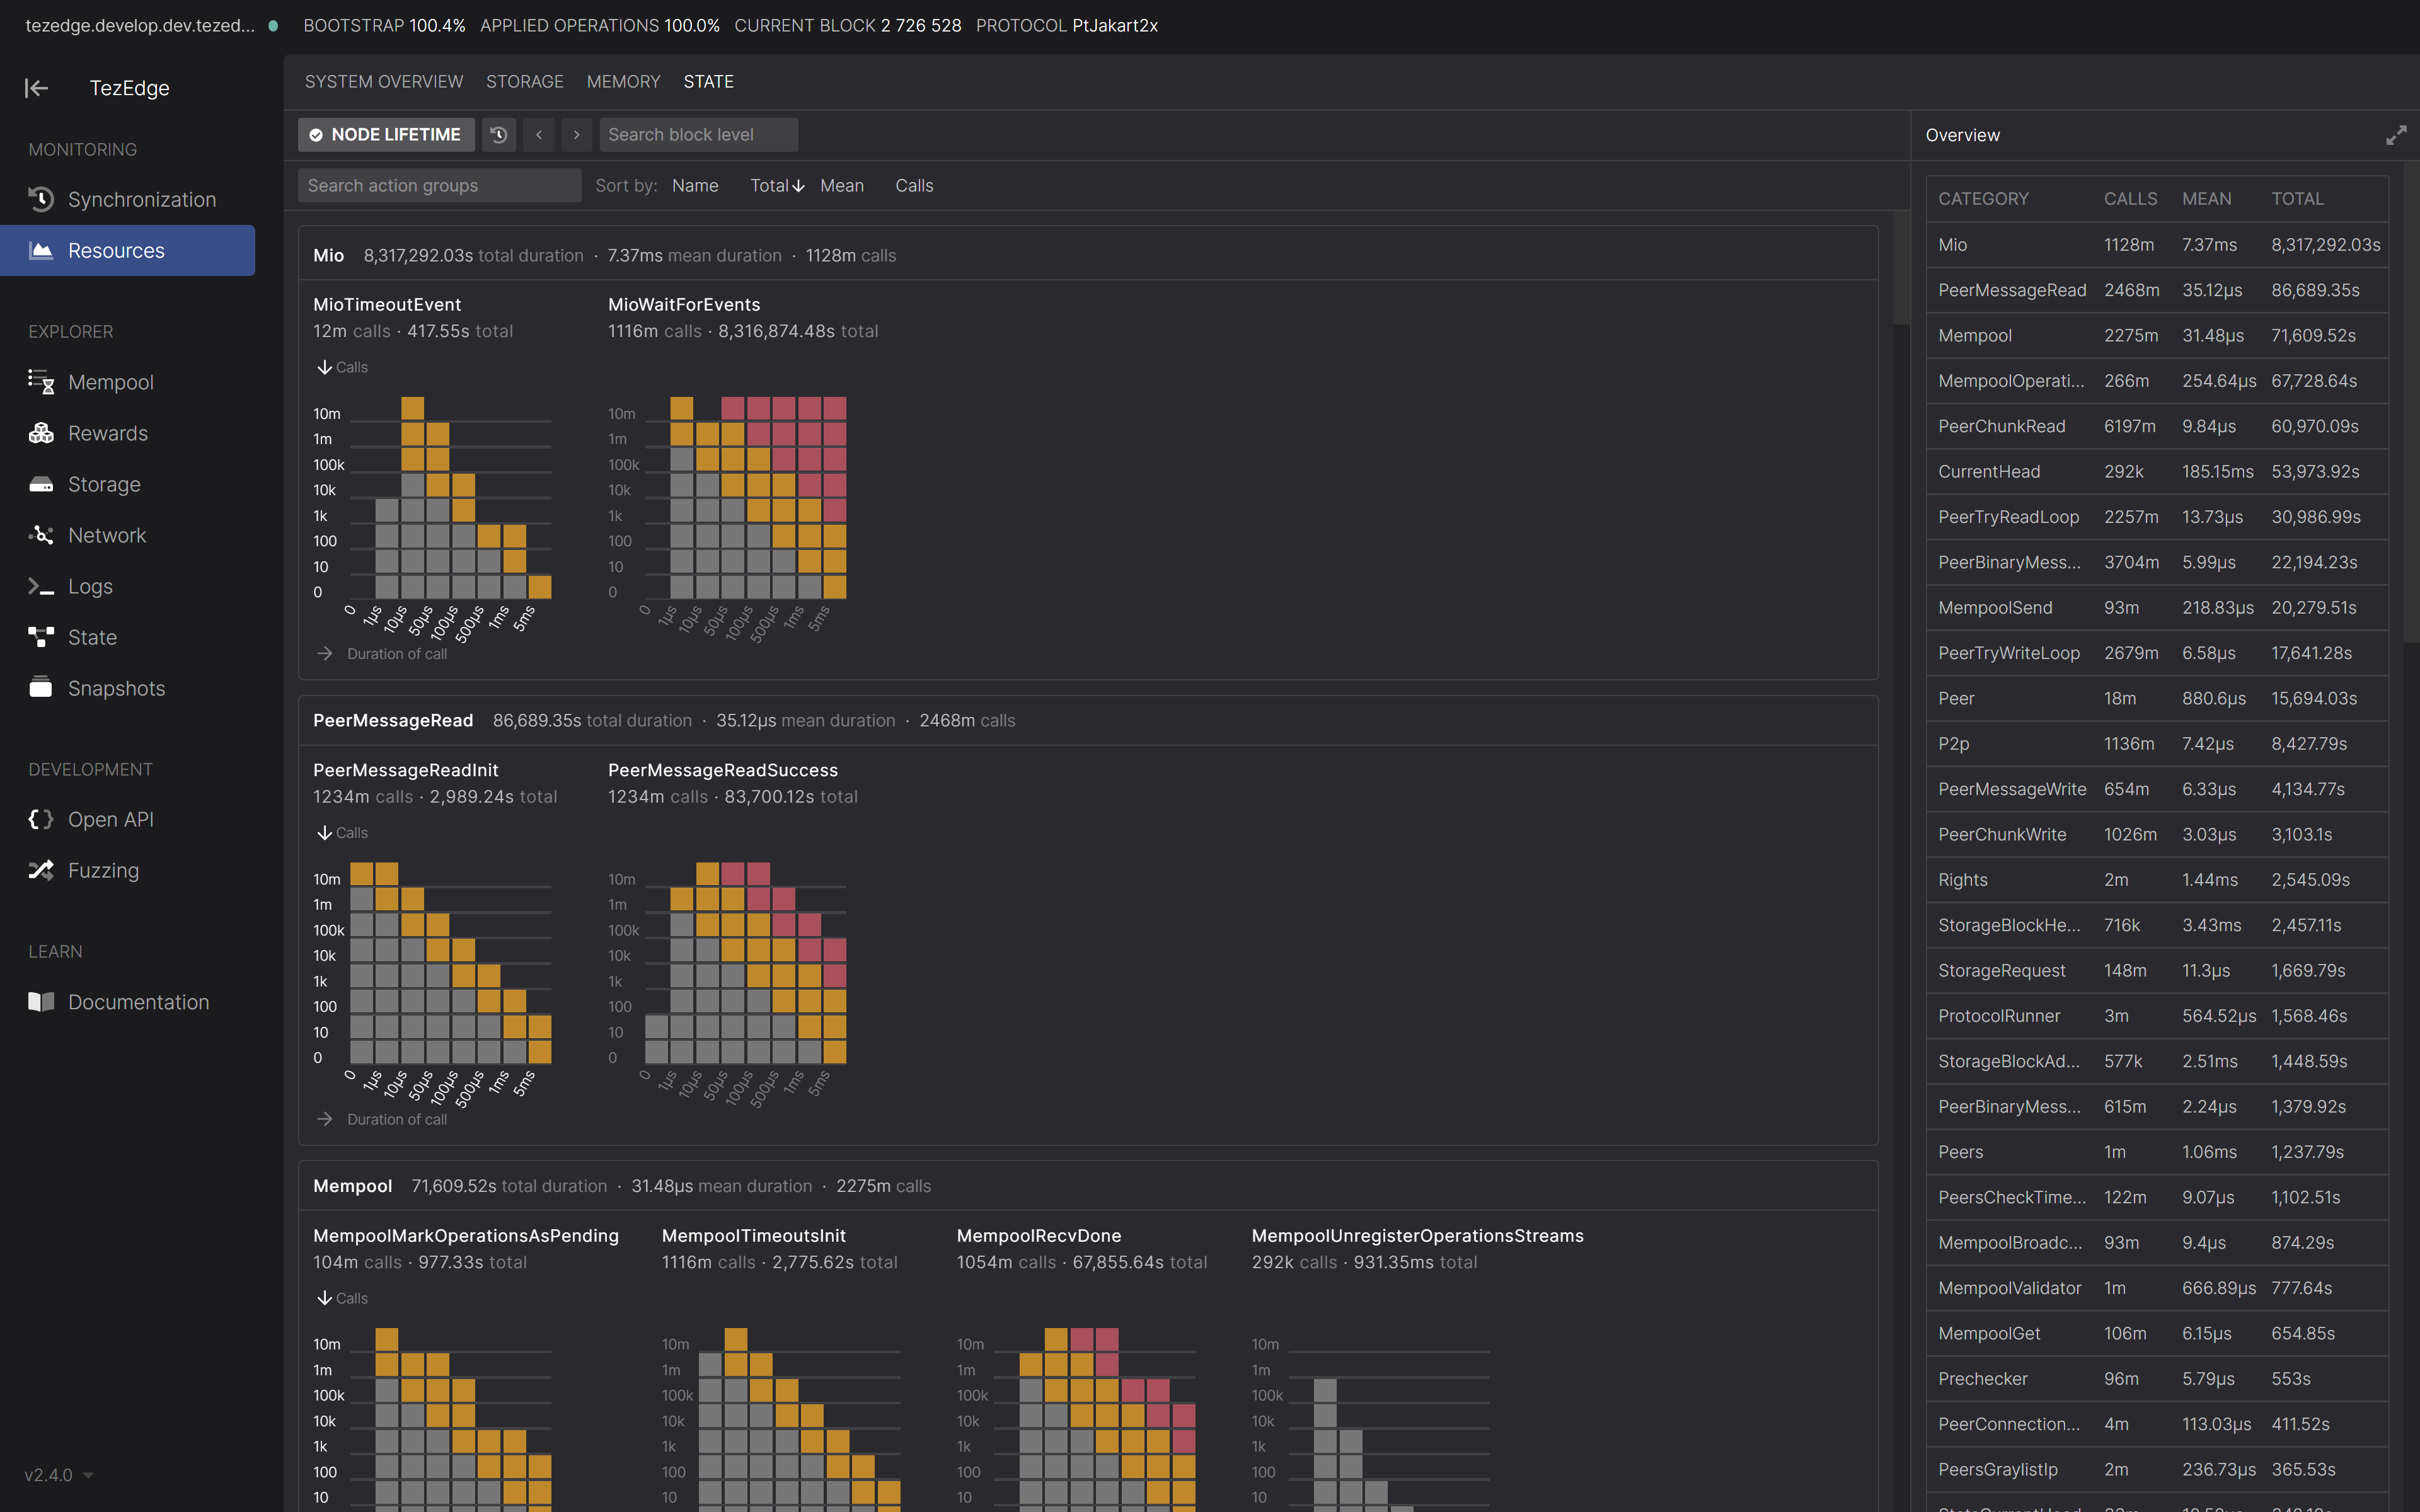 tezedge.develop.dev.tezed...
BOOTSTRAP 100.4% APPLIED OPERATIONS 100.0% CURRENT BLOCK 2 726 528 PROTOCOL PtJakart2x
TezEdge
MONITORING
Synchronization
Resources
EXPLORER
Mempool
Rewards
Storage
Network
Logs
State
Snapshots
DEVELOPMENT
Open API
Fuzzing
LEARN
Documentation
v2.4.0
SYSTEM OVERVIEW STORAGE MEMORY STATE
NODE LIFETIME Search block level
Search action groups Sort by: Name Total Mean Calls
Mio 8,317,292.03s total duration · 7.37ms mean duration · 1128m calls
MioTimeoutEvent
12m calls · 417.55s total
Calls
10m
1m
100k
10k
1k
100
10
0
0 1µs 10µs 50µs 100µs 500µs 1ms 5ms
Duration of call
MioWaitForEvents
1116m calls · 8,316,874.48s total
10m
1m
100k
10k
1k
100
10
0
0 1µs 10µs 50µs 100µs 500µs 1ms 5ms
PeerMessageRead 86,689.35s total duration · 35.12µs mean duration · 2468m calls
PeerMessageReadInit
1234m calls · 2,989.24s total
Calls
10m
1m
100k
10k
1k
100
10
0
0 1µs 10µs 50µs 100µs 500µs 1ms 5ms
Duration of call
PeerMessageReadSuccess
1234m calls · 83,700.12s total
10m
1m
100k
10k
1k
100
10
0
0 1µs 10µs 50µs 100µs 500µs 1ms 5ms
Mempool 71,609.52s total duration · 31.48µs mean duration · 2275m calls
MempoolMarkOperationsAsPending
104m calls · 977.33s total
Calls
10m
1m
100k
10k
1k
100
10
MempoolTimeoutsInit
1116m calls · 2,775.62s total
10m
1m
100k
10k
1k
100
10
MempoolRecvDone
1054m calls · 67,855.64s total
10m
1m
100k
10k
1k
100
10
MempoolUnregisterOperationsStreams
292k calls · 931.35ms total
10m
1m
100k
10k
1k
100
10
Overview
CATEGORY CALLS MEAN TOTAL
Mio 1128m 7.37ms 8,317,292.03s
PeerMessageRead 2468m 35.12µs 86,689.35s
Mempool 2275m 31.48µs 71,609.52s
MempoolOperati... 266m 254.64µs 67,728.64s
PeerChunkRead 6197m 9.84µs 60,970.09s
CurrentHead 292k 185.15ms 53,973.92s
PeerTryReadLoop 2257m 13.73µs 30,986.99s
PeerBinaryMess... 3704m 5.99µs 22,194.23s
MempoolSend 93m 218.83µs 20,279.51s
PeerTryWriteLoop 2679m 6.58µs 17,641.28s
Peer 18m 880.6µs 15,694.03s
P2p 1136m 7.42µs 8,427.79s
PeerMessageWrite 654m 6.33µs 4,134.77s
PeerChunkWrite 1026m 3.03µs 3,103.1s
Rights 2m 1.44ms 2,545.09s
StorageBlockHe... 716k 3.43ms 2,457.11s
StorageRequest 148m 11.3µs 1,669.79s
ProtocolRunner 3m 564.52µs 1,568.46s
StorageBlockAd... 577k 2.51ms 1,448.59s
PeerBinaryMess... 615m 2.24µs 1,379.92s
Peers 1m 1.06ms 1,237.79s
PeersCheckTime... 122m 9.07µs 1,102.51s
MempoolBroadc... 93m 9.4µs 874.29s
MempoolValidator 1m 666.89µs 777.64s
MempoolGet 106m 6.15µs 654.85s
Prechecker 96m 5.79µs 553s
PeerConnection... 4m 113.03µs 411.52s
PeersGraylistIp 2m 236.73µs 365.53s